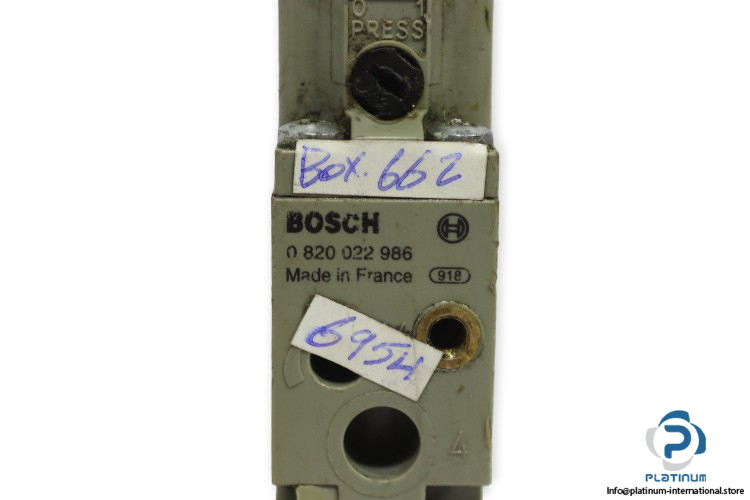 0 1
PRESS
Box. 662
BOSCH
0 820 022 986
Made in France 918
6954
4
PLATINUM
Info@platinum-international.store